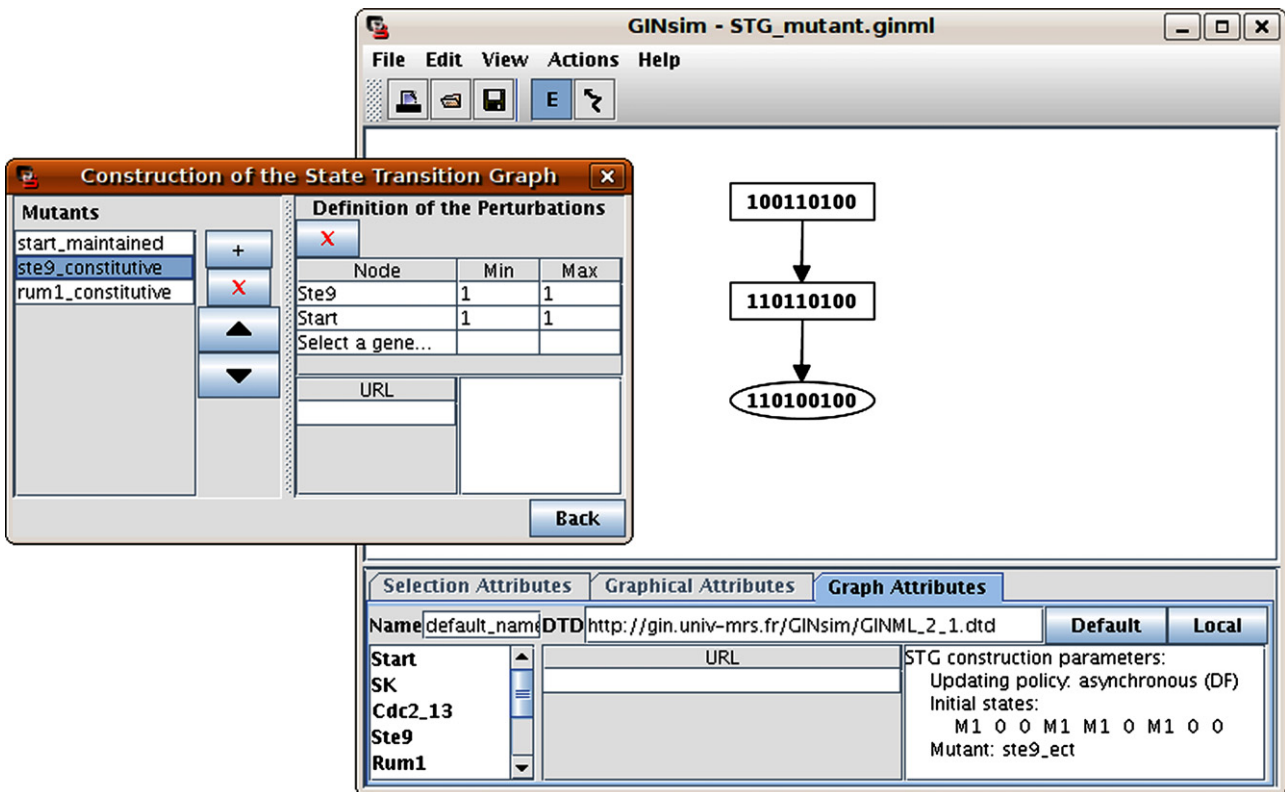 GINsim - STG_mutant.ginml
File Edit View Actions Help
E
100110100
110110100
110100100
Construction of the State Transition Graph
Mutants
start_maintained
ste9_constitutive
rum1_constitutive
+
X
Definition of the Perturbations
X
Node Min Max
Ste9 1 1
Start 1 1
Select a gene...
URL
Back
Selection Attributes Graphical Attributes Graph Attributes
Name default_name DTD http://gin.univ-mrs.fr/GINsim/GINML_2_1.dtd Default Local
Start
SK
Cdc2_13
Ste9
Rum1
URL
STG construction parameters:
Updating policy: asynchronous (DF)
Initial states:
M1 0 0 M1 M1 0 M1 0 0
Mutant: ste9_ect